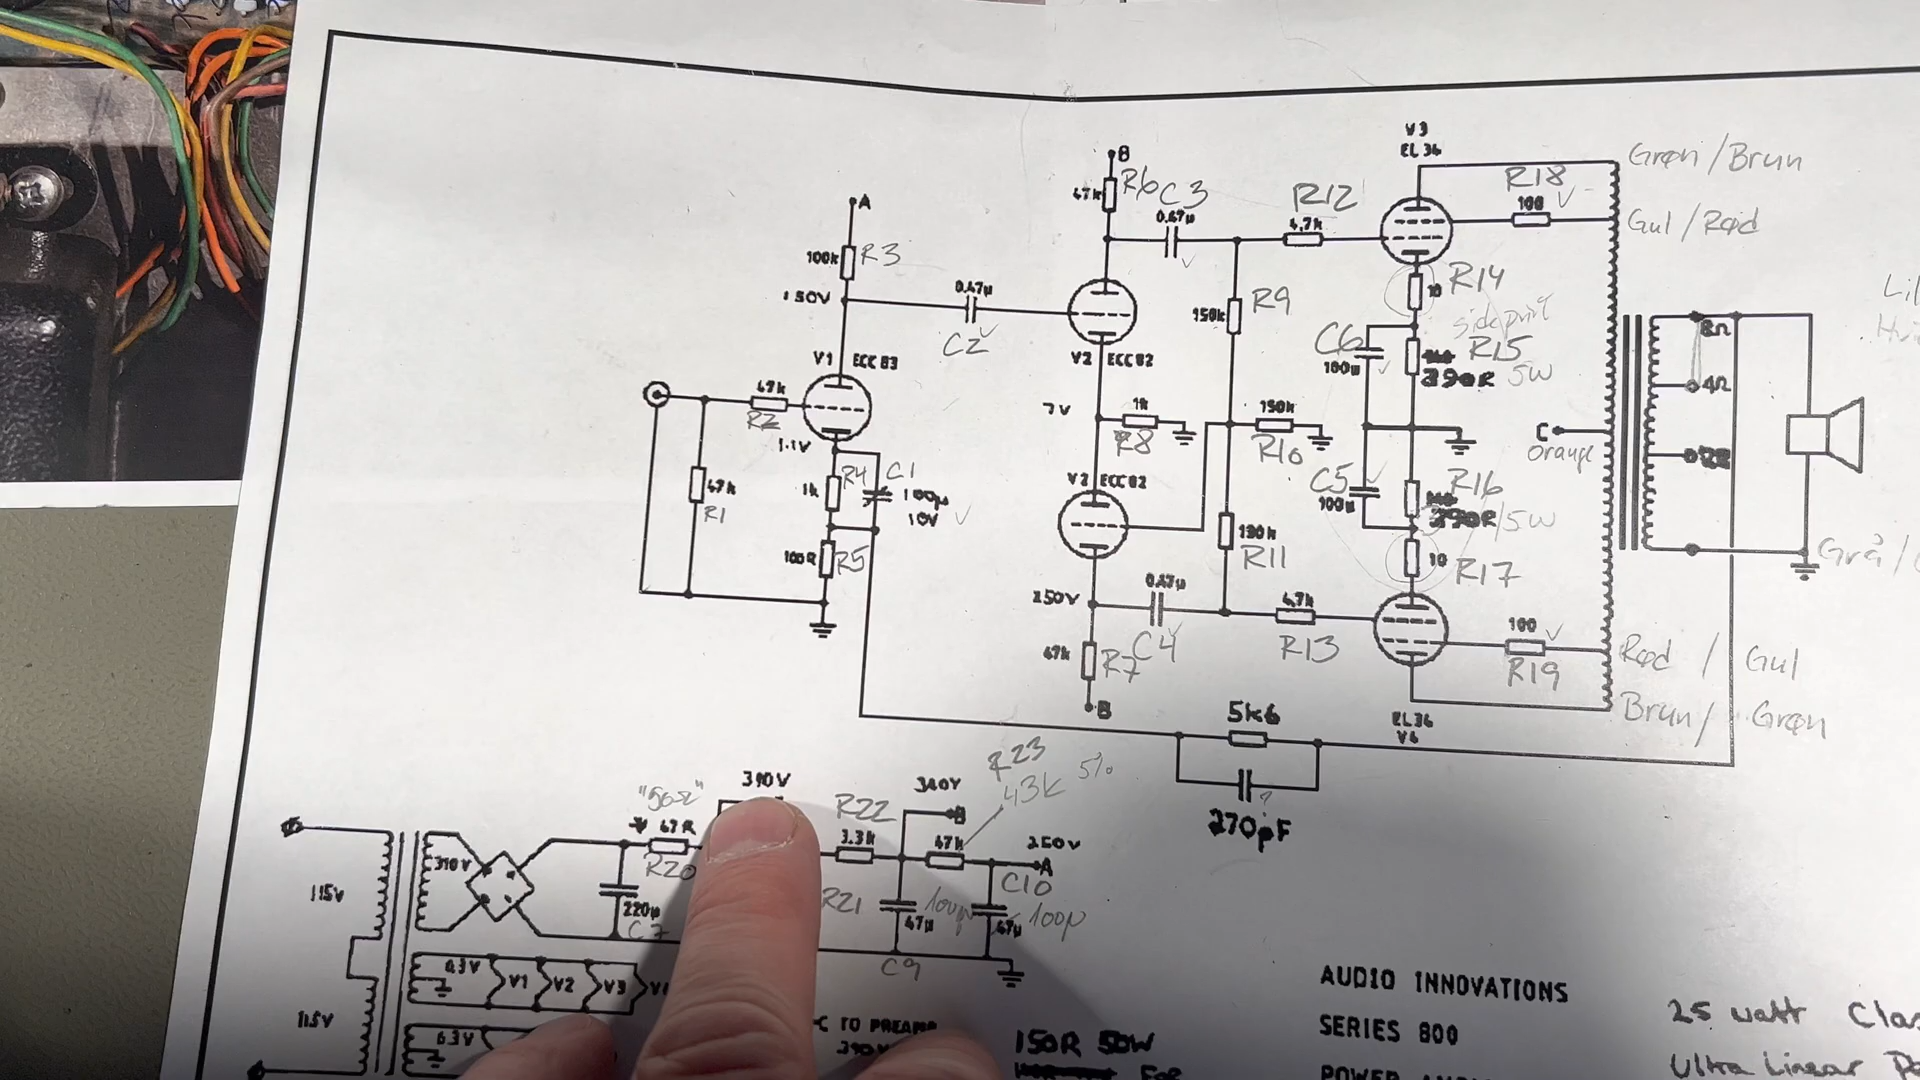 V3
EL 34
Grøn / Brun
R18
100
Gul / Rød
B
47k
R6
C3
0.47µ
R12
4,7k
A
100k
R3
150V
0.47µ
C2
V1 ECC 83
47k
R2
1.1V
47k
R1
R4
1k
C1
100µ
10V
100R
R5
V2 ECC 82
7V
1k
R8
R9
150k
150k
R10
V2 ECC 82
R11
150V
0.47µ
C4
4,7k
R13
47k
R7
B
10
R14
side print
C6
100µ
R15
390R 5W
C5
100µ
R16
390R/5W
10
R17
100
R19
EL34
V4
C
Orange
8Ω
4Ω
Rød / Gul
Brun / Grøn
5k6
270pF
390V
47R
R20
R22
3.3k
340V
B
R23
43k 5%
47k
250V
A
C10
R21
100µ
47µ
100µ
47µ
C9
115V
310V
220µ
C7
6.3V
V1
V2
V3
115V
6.3V
C TO PREAMP
150R 50W
FOR
AUDIO INNOVATIONS
SERIES 800
25 watt
Ultra Linear